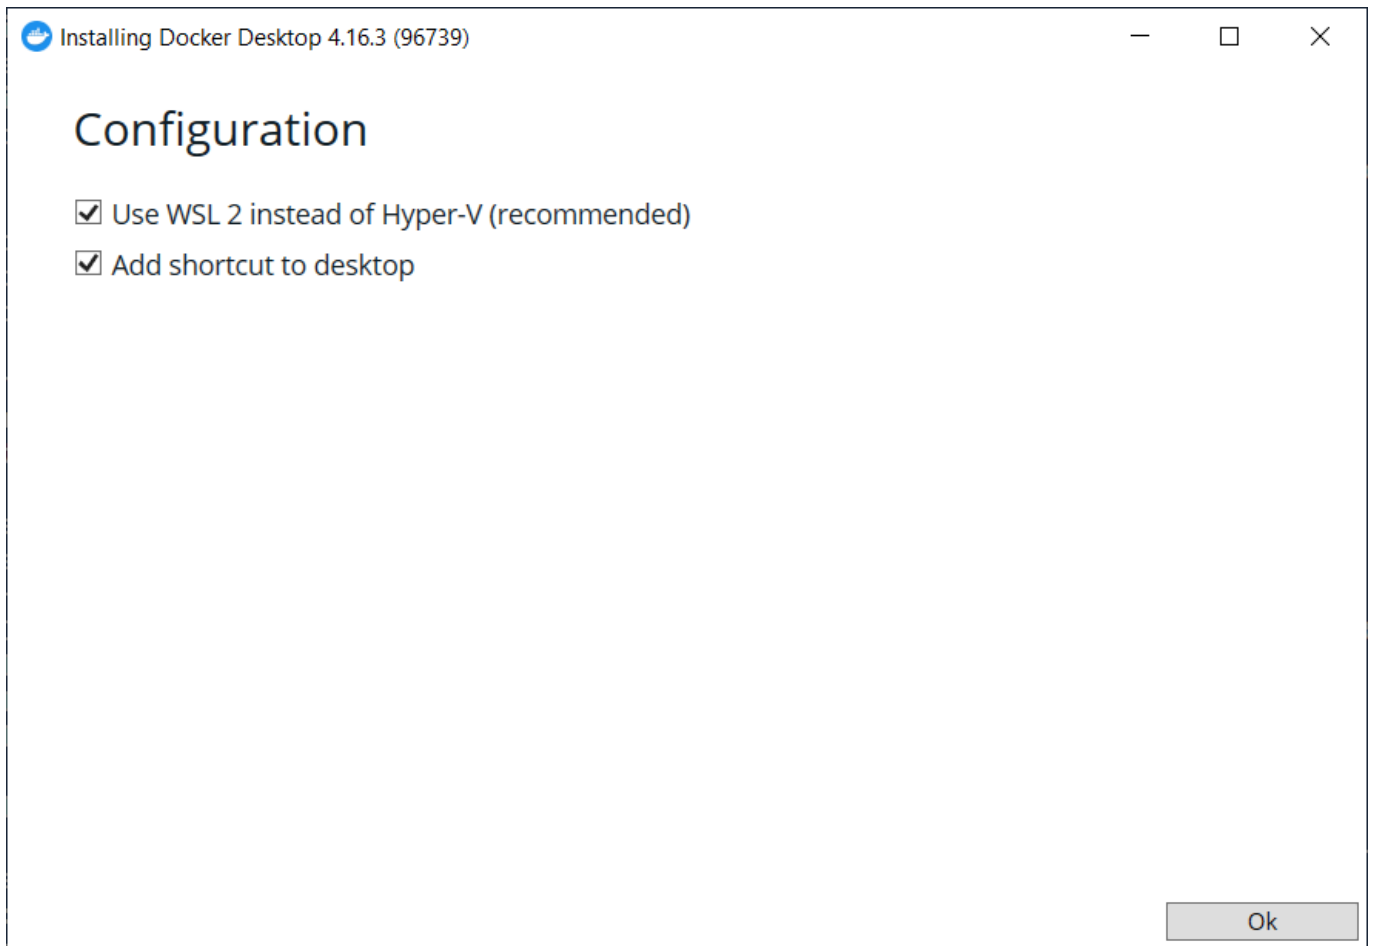 Installing Docker Desktop 4.16.3 (96739)
Configuration
Use WSL 2 instead of Hyper-V (recommended)
Add shortcut to desktop
Ok